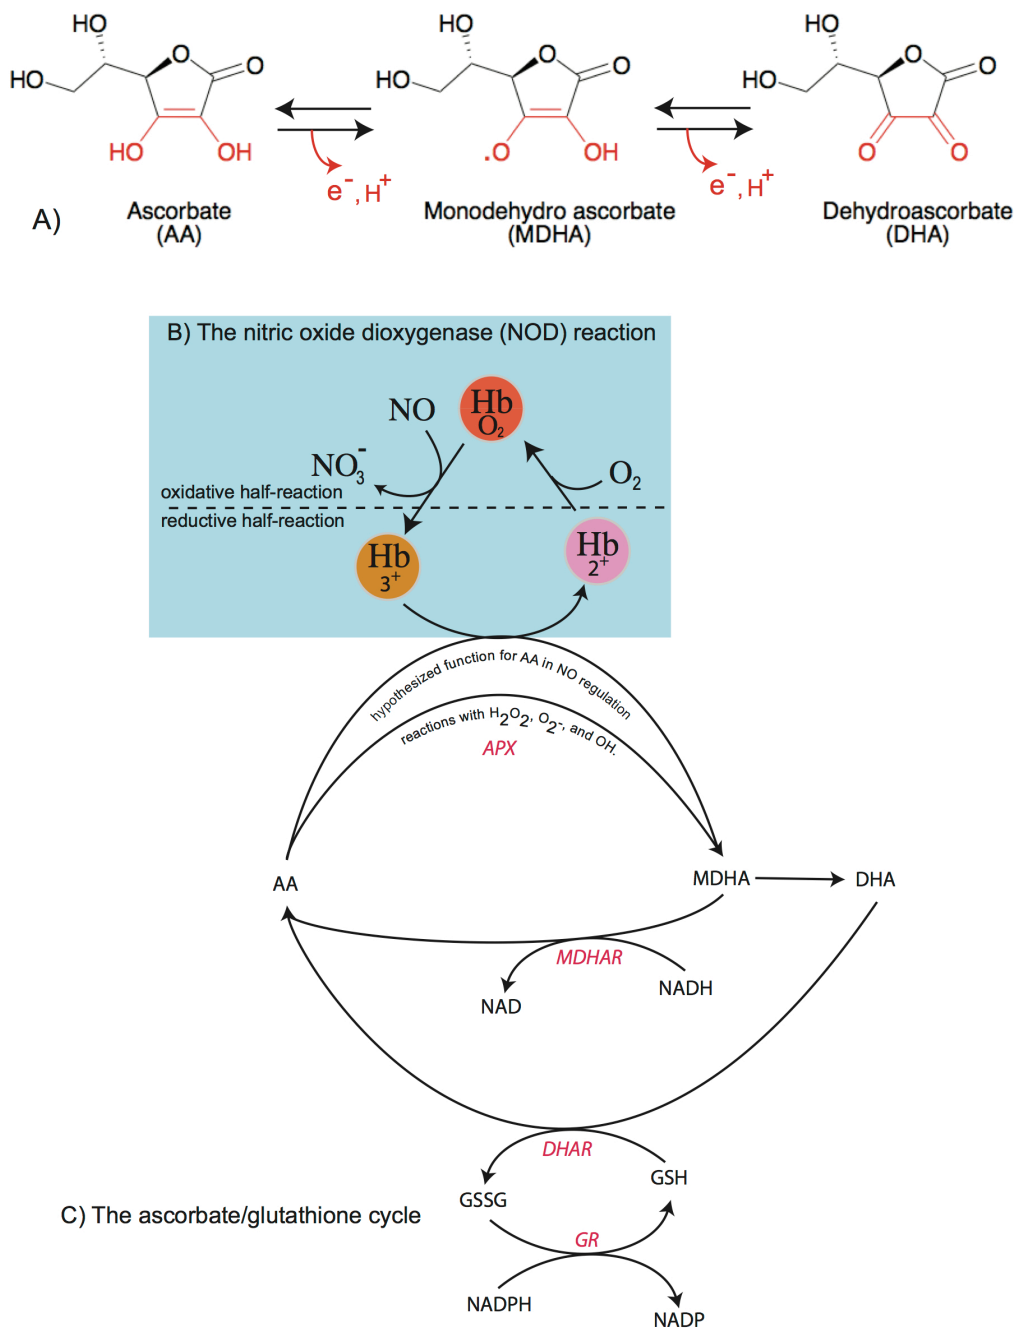 HO
HO
O
O
HO
OH
e⁻, H⁺
HO
HO
O
O
.O
OH
e⁻, H⁺
HO
HO
O
O
O
O
A)
Ascorbate
(AA)
Monodehydro ascorbate
(MDHA)
Dehydroascorbate
(DHA)
B) The nitric oxide dioxygenase (NOD) reaction
NO
Hb
O₂
NO₃⁻
O₂
oxidative half-reaction
reductive half-reaction
Hb
3⁺
Hb
2⁺
hypothesized function for AA in NO regulation
reactions with H₂O₂, O₂⁻, and OH.
APX
AA
MDHA
DHA
MDHAR
NAD
NADH
DHAR
GSSG
GSH
C) The ascorbate/glutathione cycle
GR
NADPH
NADP